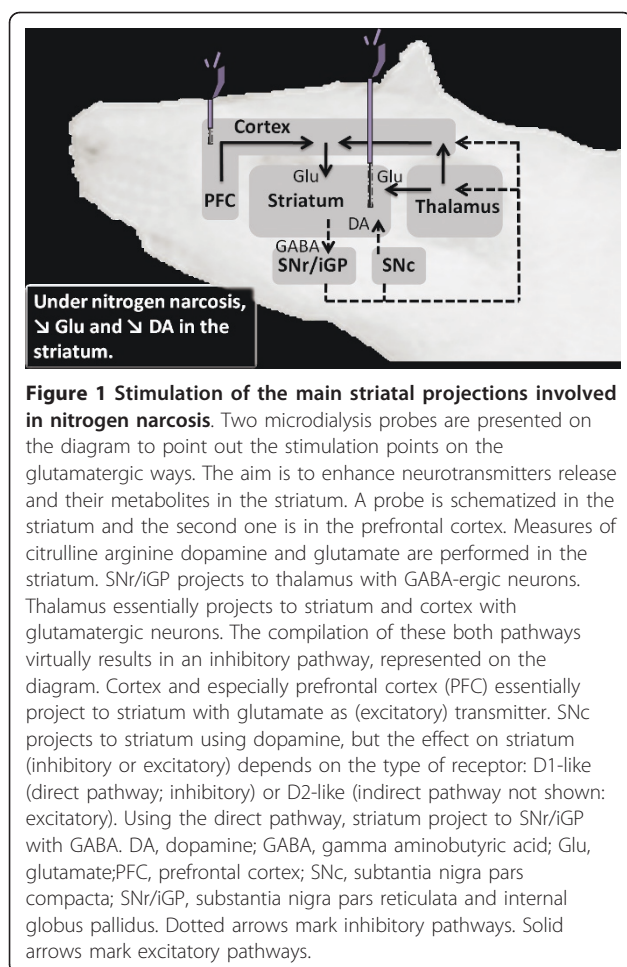 Cortex
Glu
Glu
PFC
Striatum
Thalamus
DA
GABA
SNr/iGP
SNc
Under nitrogen narcosis,
↘ Glu and ↘ DA in the
striatum.
Figure 1 Stimulation of the main striatal projections involved
in nitrogen narcosis. Two microdialysis probes are presented on
the diagram to point out the stimulation points on the
glutamatergic ways. The aim is to enhance neurotransmitters release
and their metabolites in the striatum. A probe is schematized in the
striatum and the second one is in the prefrontal cortex. Measures of
citrulline arginine dopamine and glutamate are performed in the
striatum. SNr/iGP projects to thalamus with GABA-ergic neurons.
Thalamus essentially projects to striatum and cortex with
glutamatergic neurons. The compilation of these both pathways
virtually results in an inhibitory pathway, represented on the
diagram. Cortex and especially prefrontal cortex (PFC) essentially
project to striatum with glutamate as (excitatory) transmitter. SNc
projects to striatum using dopamine, but the effect on striatum
(inhibitory or excitatory) depends on the type of receptor: D1-like
(direct pathway; inhibitory) or D2-like (indirect pathway not shown:
excitatory). Using the direct pathway, striatum project to SNr/iGP
with GABA. DA, dopamine; GABA, gamma aminobutyric acid; Glu,
glutamate;PFC, prefrontal cortex; SNc, subtantia nigra pars
compacta; SNr/iGP, substantia nigra pars reticulata and internal
globus pallidus. Dotted arrows mark inhibitory pathways. Solid
arrows mark excitatory pathways.